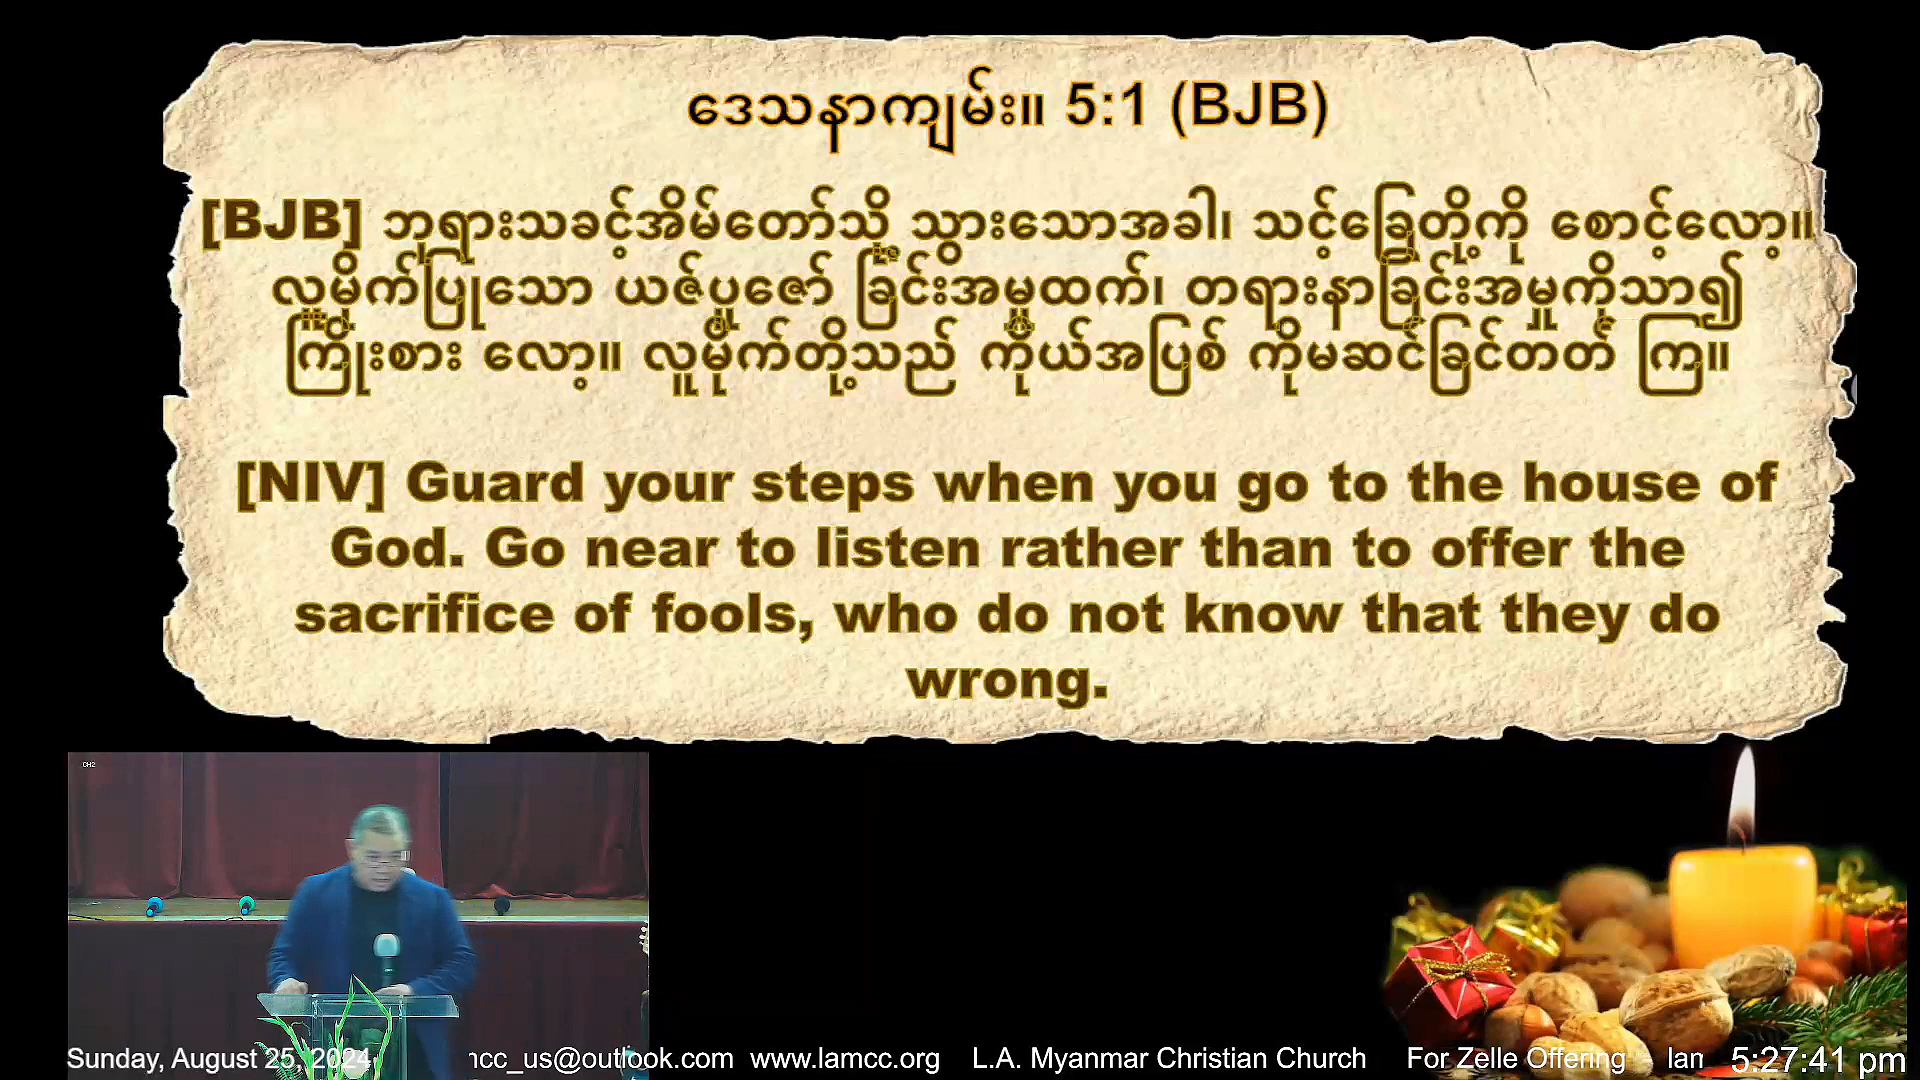 ဒေသနာကျမ်း။ 5:1 (BJB)
[BJB] ဘုရားသခင့်အိမ်တော်သို့ သွားသောအခါ၊ သင့်ခြေတို့ကို စောင့်လော့။
လူမိုက်ပြုသော ယဇ်ပူဇော် ခြင်းအမှုထက်၊ တရားနာခြင်းအမှုကိုသာ၍
ကြိုးစား လော့။ လူမိုက်တို့သည် ကိုယ်အပြစ် ကိုမဆင်ခြင်တတ် ကြ။
[NIV] Guard your steps when you go to the house of
God. Go near to listen rather than to offer the
sacrifice of fools, who do not know that they do
wrong.
CH2
Sunday, August 25, 2024 ncc_us@outlook.com www.lamcc.org L.A. Myanmar Christian Church For Zelle Offering - lan 5:27:41 pm